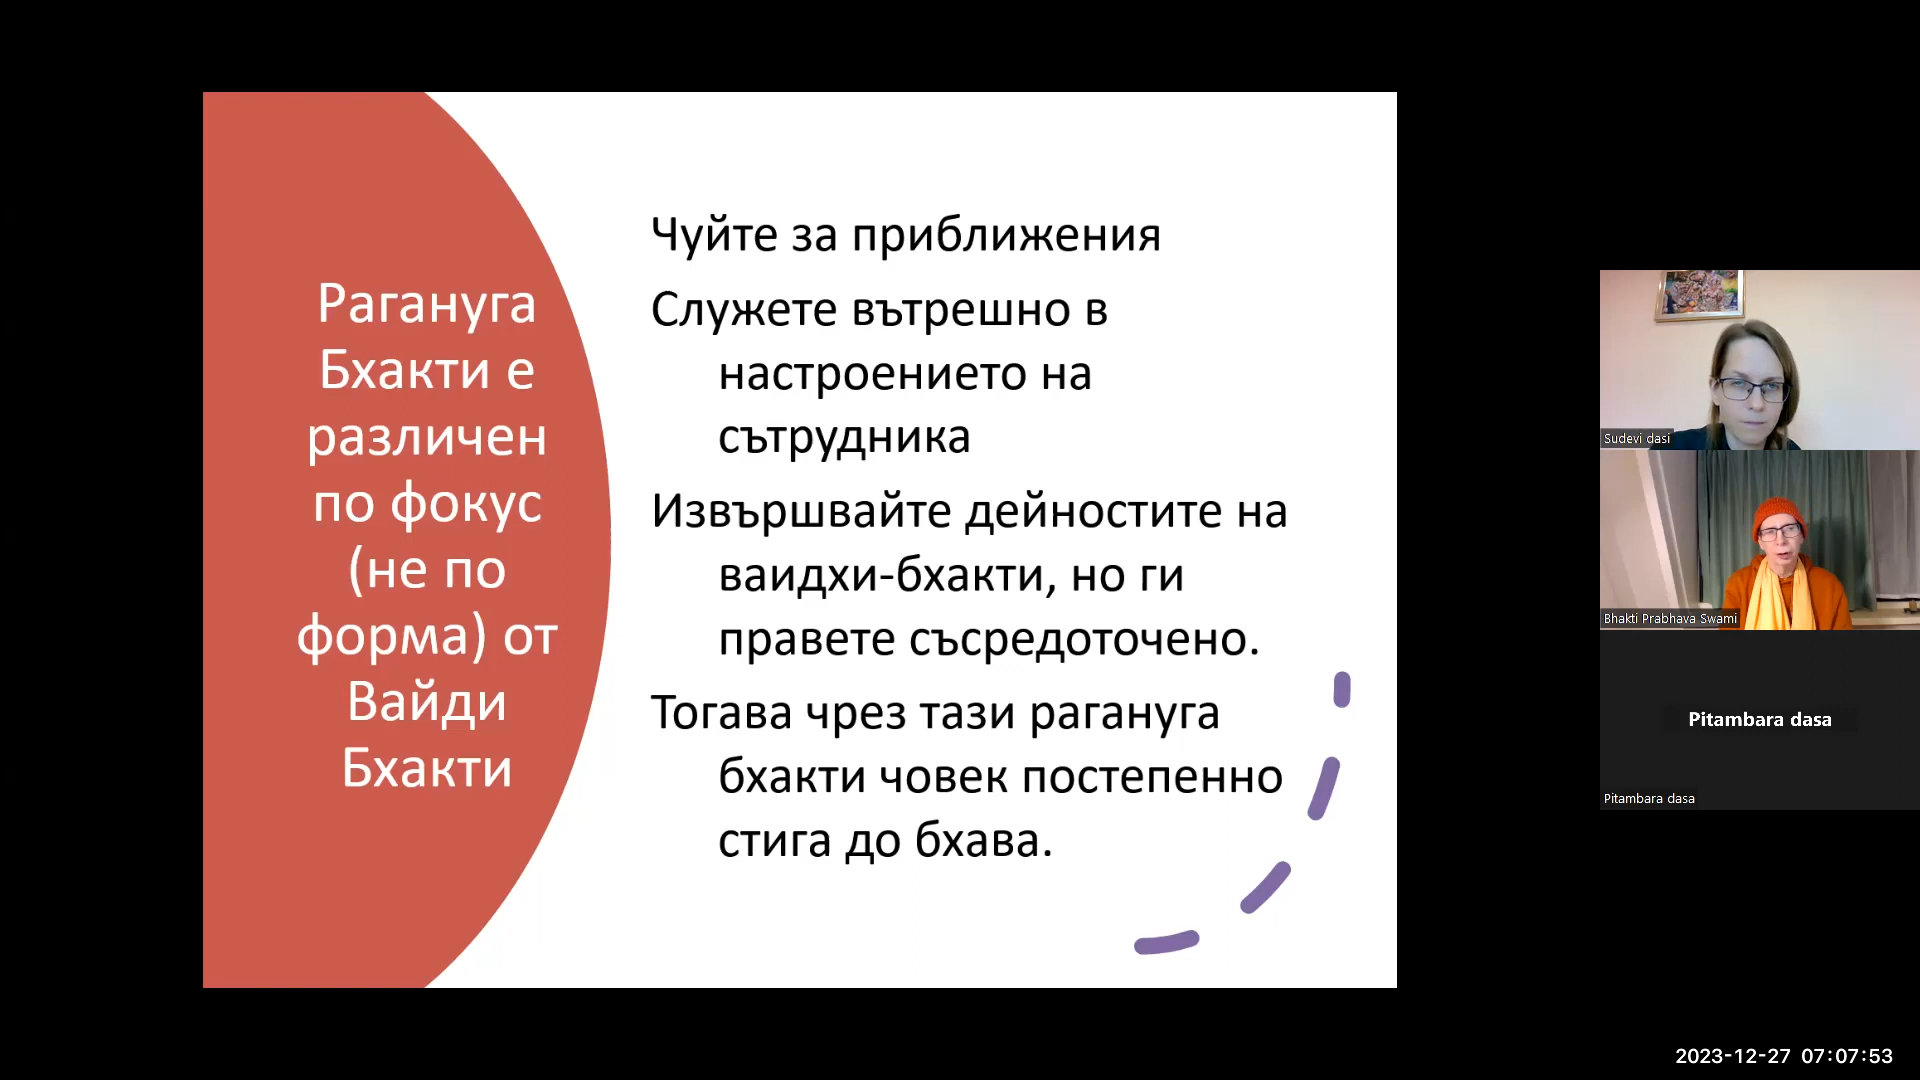 Рагануга
Бхакти е
различен
по фокус
(не по
форма) от
Вайди
Бхакти
Чуйте за приближения
Служете вътрешно в
настроението на
сътрудника
Извършвайте дейностите на
ваидхи-бхакти, но ги
правете съсредоточено.
Тогава чрез тази рагануга
бхакти човек постепенно
стига до бхава.
Sudevi dasi
Bhakti Prabhava Swami
Pitambara dasa
Pitambara dasa
2023-12-27 07:07:53